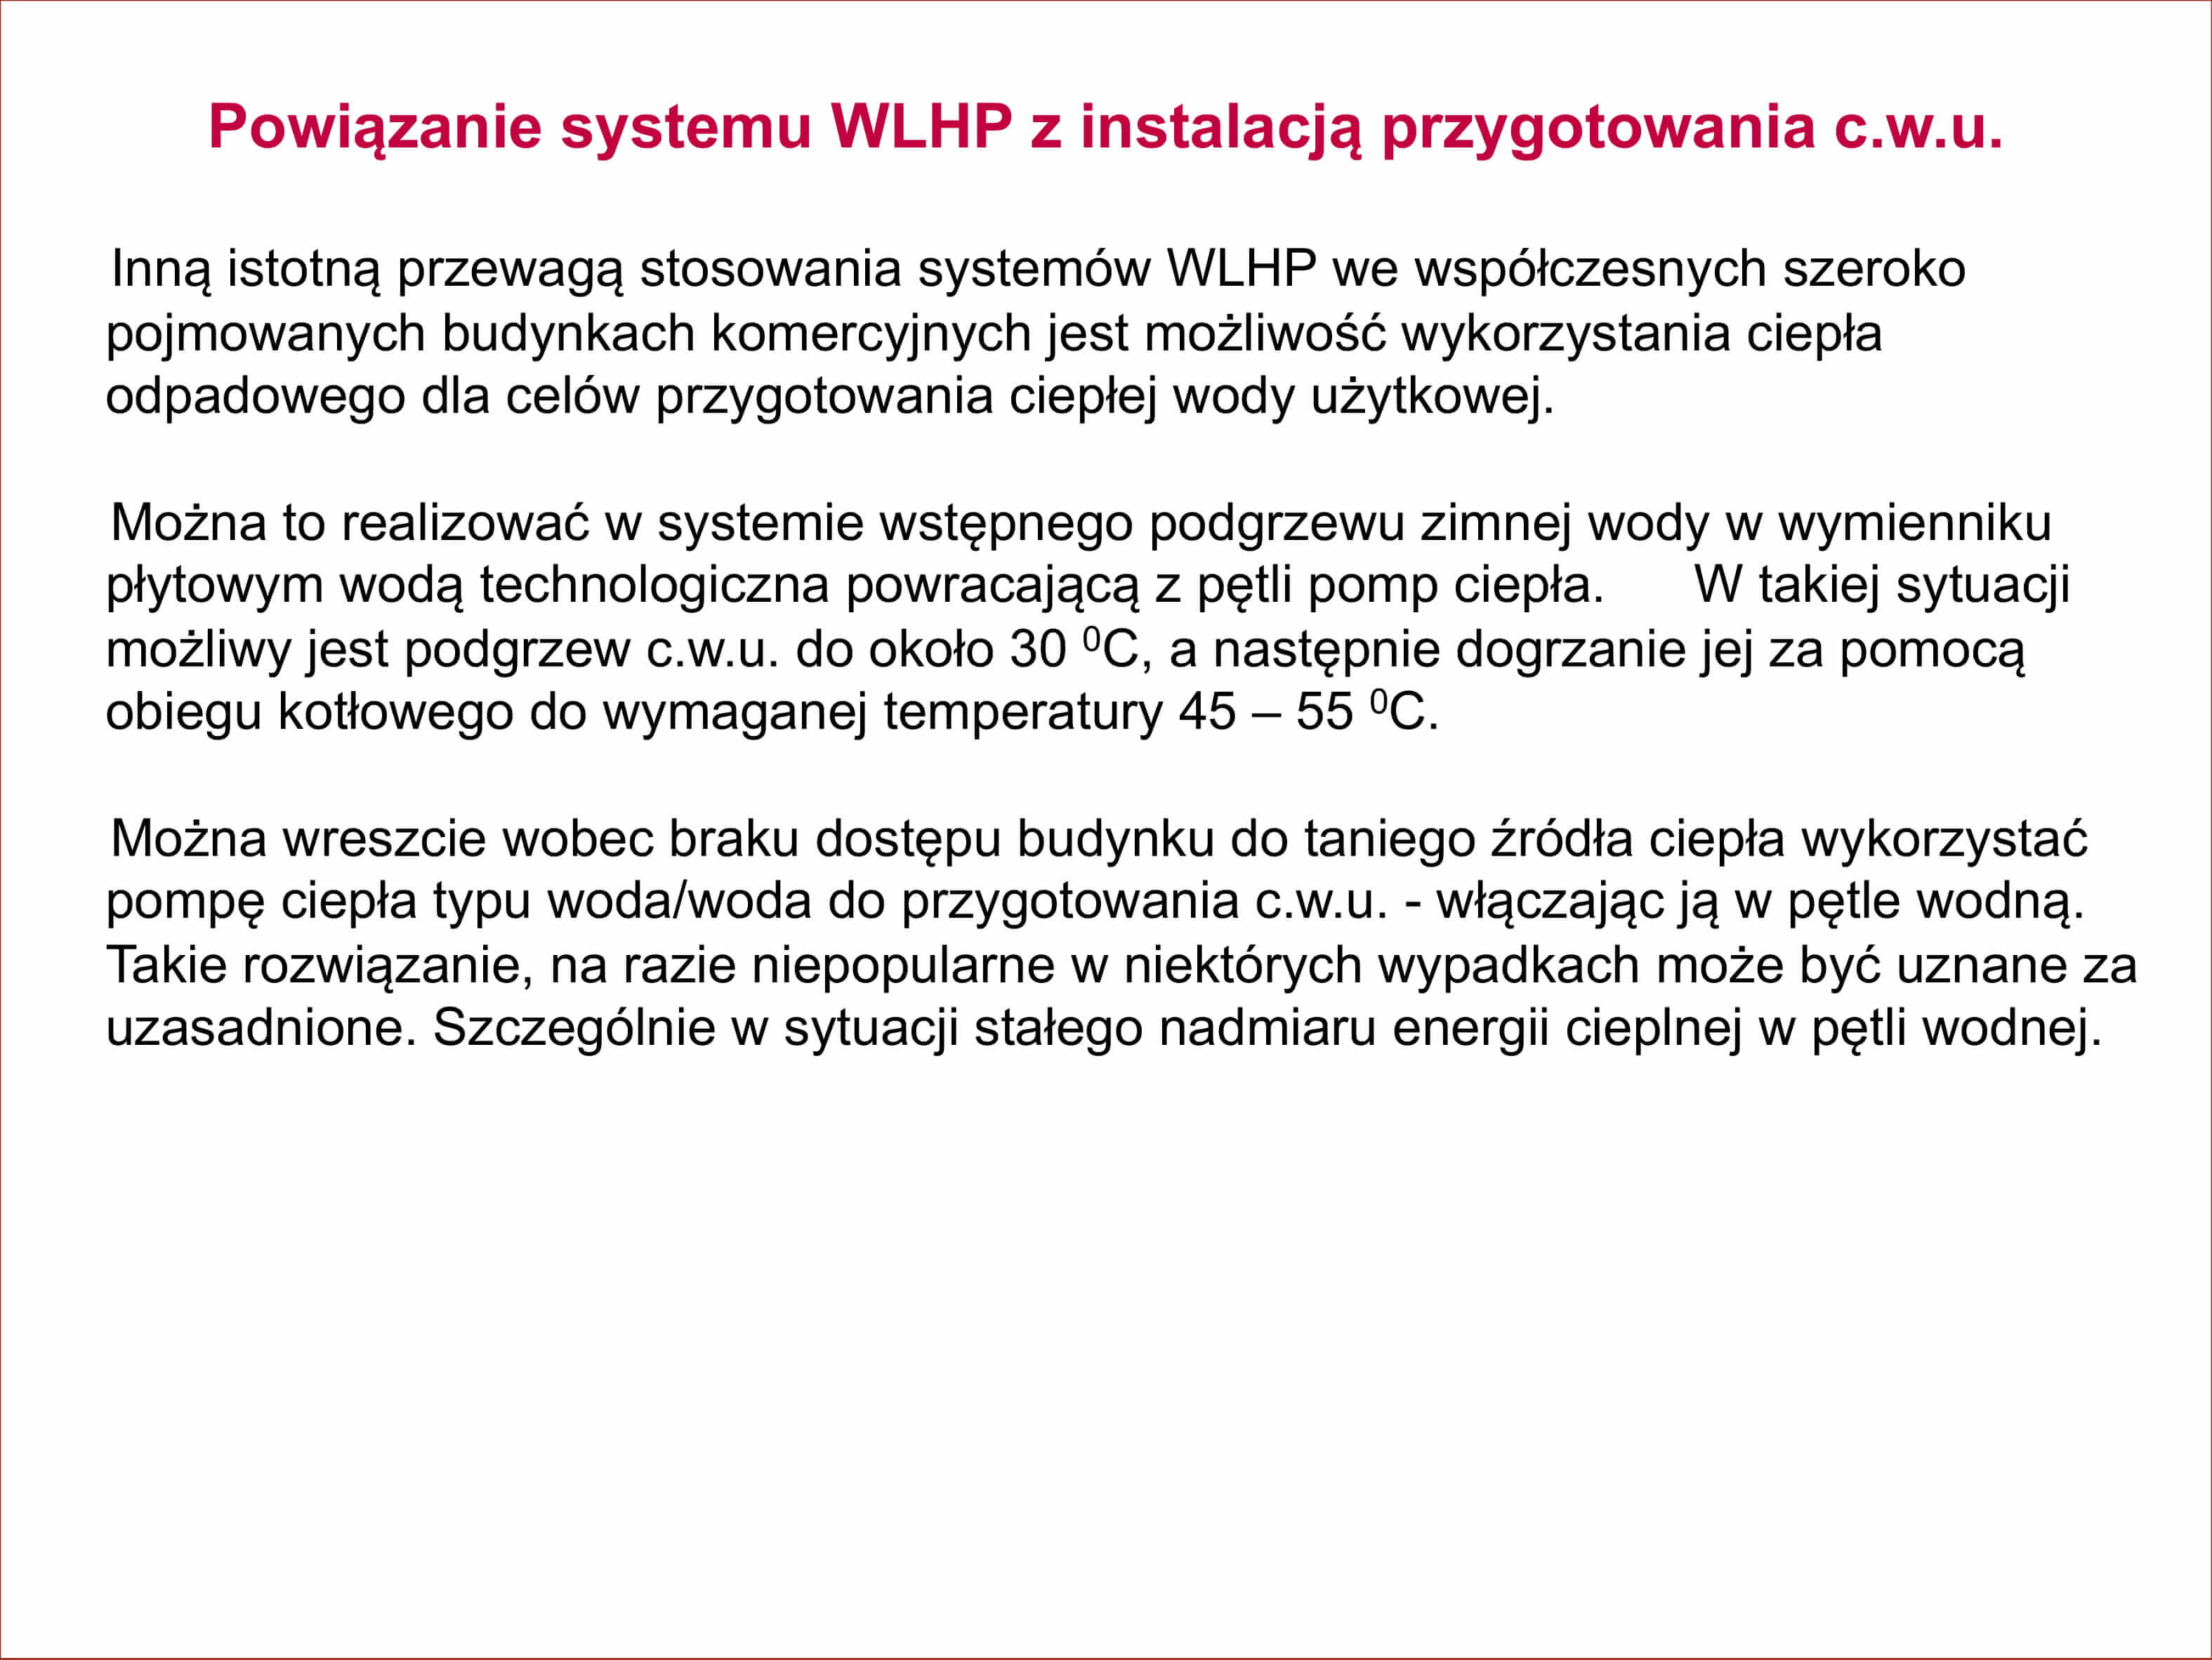 Powiązanie systemu WLHP z instalacją przygotowania c.w.u.
Inną istotną przewagą stosowania systemów WLHP we współczesnych szeroko
pojmowanych budynkach komercyjnych jest możliwość wykorzystania ciepła
odpadowego dla celów przygotowania ciepłej wody użytkowej.
Można to realizować w systemie wstępnego podgrzewu zimnej wody w wymienniku
płytowym wodą technologiczna powracającą z pętli pomp ciepła. W takiej sytuacji
możliwy jest podgrzew c.w.u. do około 30 ⁰C, a następnie dogrzanie jej za pomocą
obiegu kotłowego do wymaganej temperatury 45 – 55 ⁰C.
Można wreszcie wobec braku dostępu budynku do taniego źródła ciepła wykorzystać
pompę ciepła typu woda/woda do przygotowania c.w.u. - włączając ją w pętle wodną.
Takie rozwiązanie, na razie niepopularne w niektórych wypadkach może być uznane za
uzasadnione. Szczególnie w sytuacji stałego nadmiaru energii cieplnej w pętli wodnej.